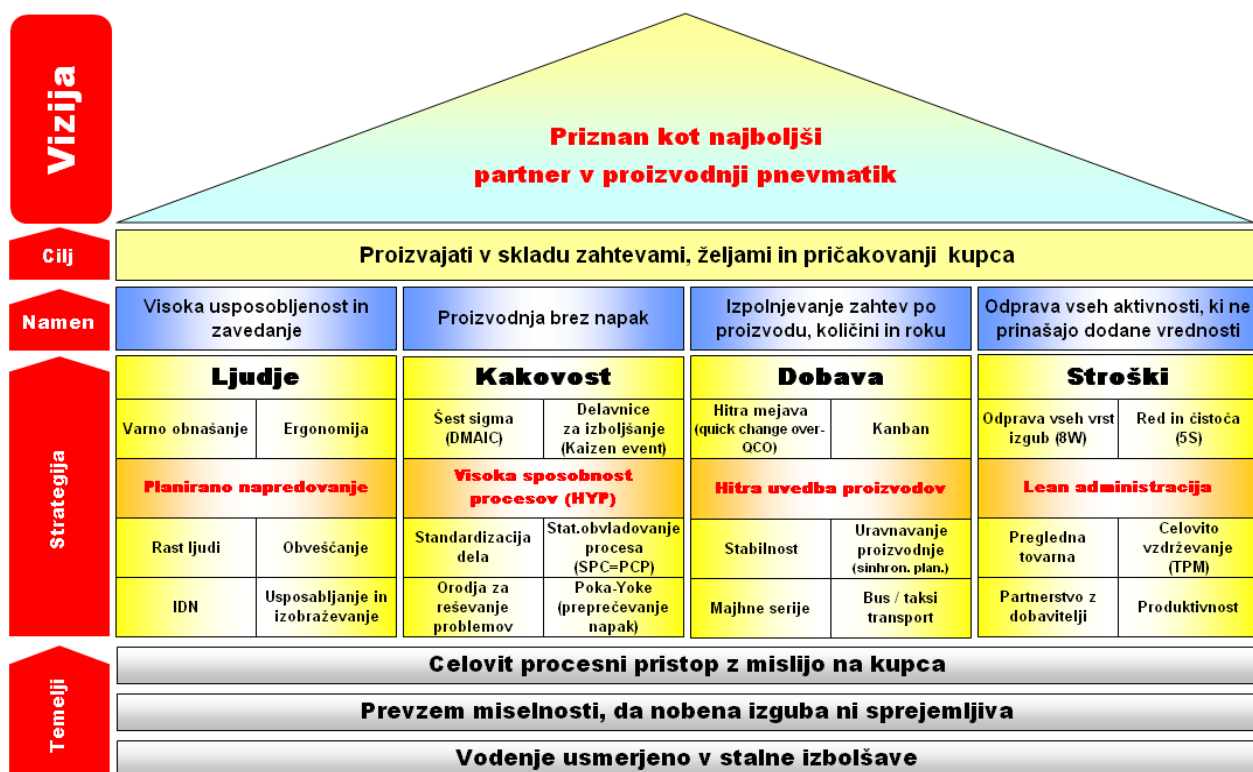 Vizija
Priznan kot najboljši
partner v proizvodnji pnevmatik
Cilj
Proizvajati v skladu zahtevami, željami in pričakovanji kupca
Namen
Visoka usposobljenost in
zavedanje
Proizvodnja brez napak
Izpolnjevanje zahtev po
proizvodu, količini in roku
Odprava vseh aktivnosti, ki ne
prinašajo dodane vrednosti
Strategija
Ljudje
Kakovost
Dobava
Stroški
Varno obnašanje
Ergonomija
Šest sigma
(DMAIC)
Delavnice
za izboljšanje
(Kaizen event)
Hitra mejava
(quick change over-
QCO)
Kanban
Odprava vseh vrst
izgub (8W)
Red in čistoča
(5S)
Planirano napredovanje
Visoka sposobnost
procesov (HYP)
Hitra uvedba proizvodov
Lean administracija
Rast ljudi
Obveščanje
Standardizacija
dela
Stat.obvladovanje
procesa
(SPC=PCP)
Stabilnost
Uravnavanje
proizvodnje
(sinhron. plan.)
Pregledna
tovarna
Celovito
vzdrževanje
(TPM)
IDN
Usposabljanje in
izobraževanje
Orodja za
reševanje
problemov
Poka-Yoke
(preprečevanje
napak)
Majhne serije
Bus / taksi
transport
Partnerstvo z
dobavitelji
Produktivnost
Temelji
Celovit procesni pristop z mislijo na kupca
Prevzem miselnosti, da nobena izguba ni sprejemljiva
Vodenje usmerjeno v stalne izbolšave